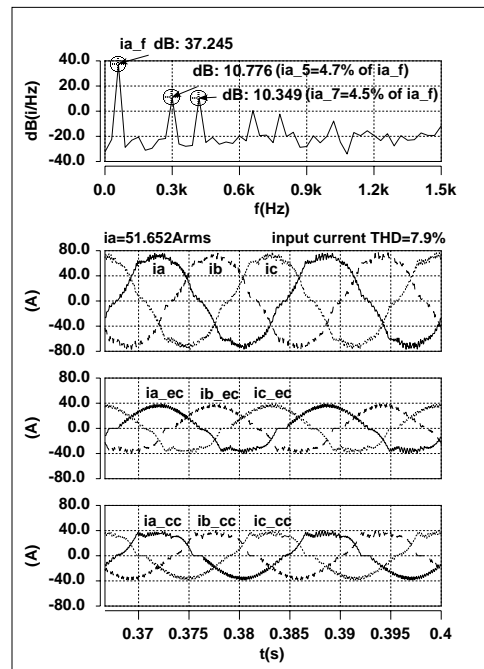 ia_f dB: 37.245
dB: 10.776 (ia_5=4.7% of ia_f)
dB: 10.349 (ia_7=4.5% of ia_f)
dB(i/Hz)
40.0
20.0
0.0
-20.0
-40.0
0.0 0.3k 0.6k 0.9k 1.2k 1.5k
f(Hz)
ia=51.652Arms input current THD=7.9%
(A)
80.0
40.0
0.0
-40.0
-80.0
ia ib ic
(A)
80.0
40.0
0.0
-40.0
-80.0
ia_ec ib_ec ic_ec
(A)
80.0
40.0
0.0
-40.0
-80.0
ia_cc ib_cc ic_cc
0.37 0.375 0.38 0.385 0.39 0.395 0.4
t(s)